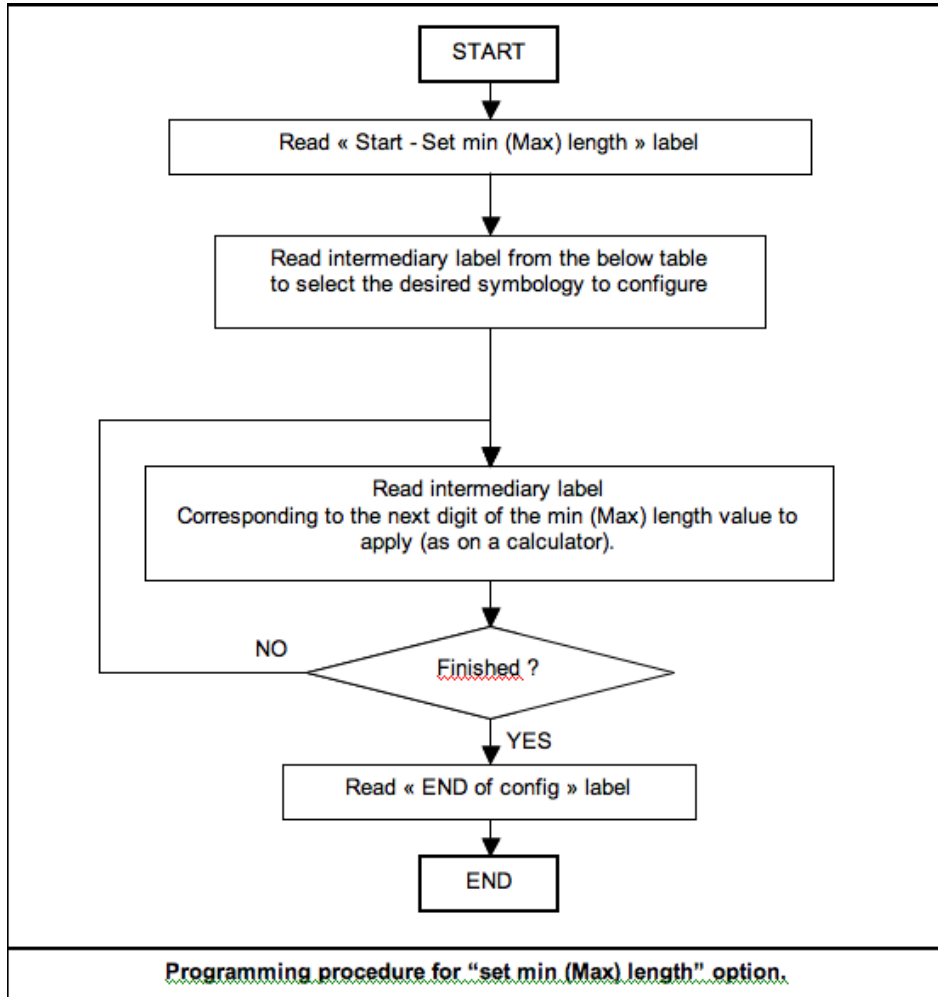 START
Read « Start - Set min (Max) length » label
Read intermediary label from the below table
to select the desired symbology to configure
Read intermediary label
Corresponding to the next digit of the min (Max) length value to
apply (as on a calculator).
NO
Finished ?
YES
Read « END of config » label
END
Programming procedure for “set min (Max) length” option.